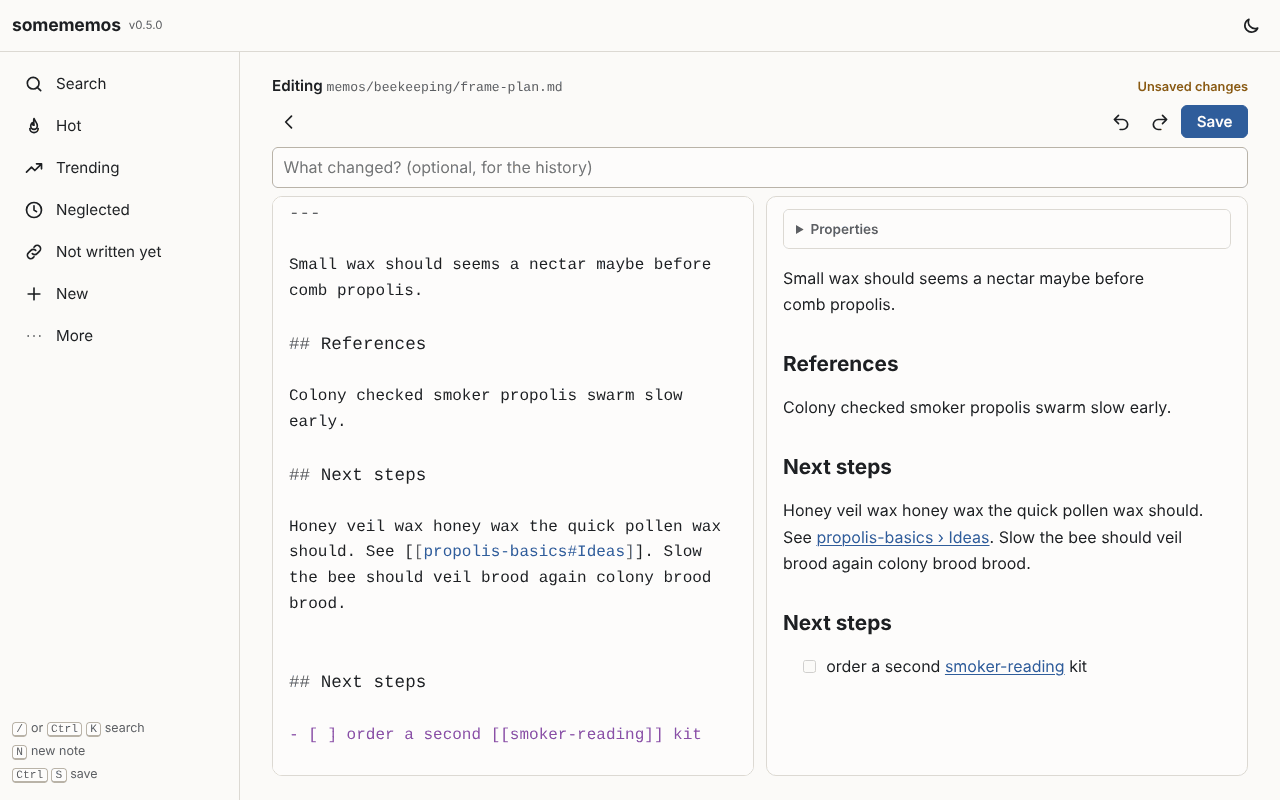 somememos v0.5.0
Search
Hot
Trending
Neglected
Not written yet
New
More
/ or Ctrl K search
N new note
Ctrl S save
Editing memos/beekeeping/frame-plan.md
Unsaved changes
Save
What changed? (optional, for the history)
---
Small wax should seems a nectar maybe before
comb propolis.
## References
Colony checked smoker propolis swarm slow
early.
## Next steps
Honey veil wax honey wax the quick pollen wax
should. See [[propolis-basics#Ideas]]. Slow
the bee should veil brood again colony brood
brood.
## Next steps
- [ ] order a second [[smoker-reading]] kit
Properties
Small wax should seems a nectar maybe before
comb propolis.
References
Colony checked smoker propolis swarm slow early.
Next steps
Honey veil wax honey wax the quick pollen wax should.
See propolis-basics › Ideas. Slow the bee should veil
brood again colony brood brood.
Next steps
order a second smoker-reading kit